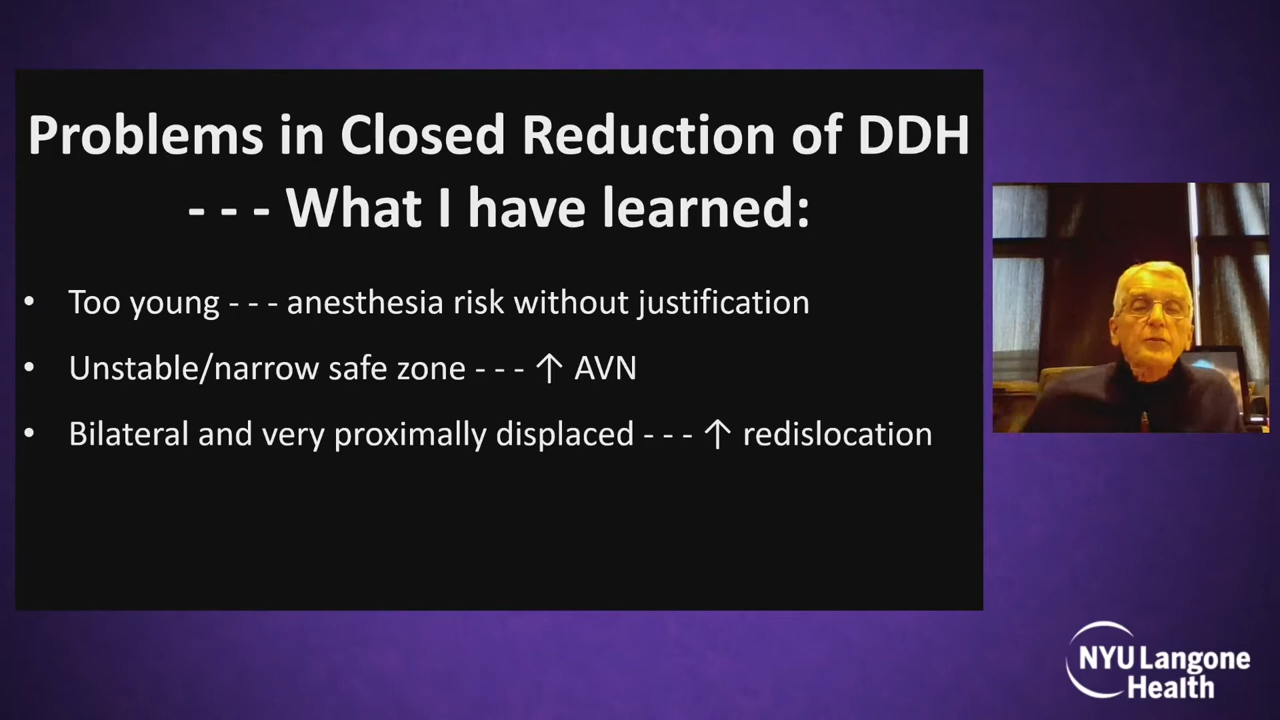 Problems in Closed Reduction of DDH
- - - What I have learned:
• Too young - - - anesthesia risk without justification
• Unstable/narrow safe zone - - - ↑ AVN
• Bilateral and very proximally displaced - - - ↑ redislocation
NYU Langone
Health